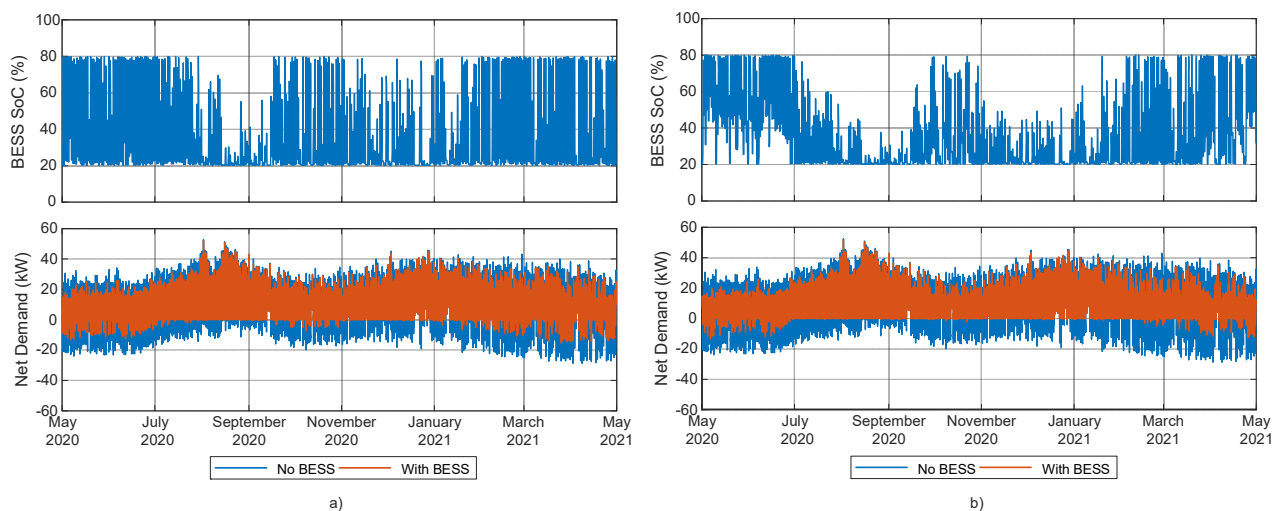 100
80
60
40
20
0
BESS SoC (%)
60
40
20
0
-20
-40
-60
Net Demand (kW)
May July September November January March May
2020 2020 2020 2020 2021 2021 2021
No BESS With BESS
a)
100
80
60
40
20
0
BESS SoC (%)
60
40
20
0
-20
-40
-60
Net Demand (kW)
May July September November January March May
2020 2020 2020 2021 2021 2021 2021
No BESS With BESS
b)